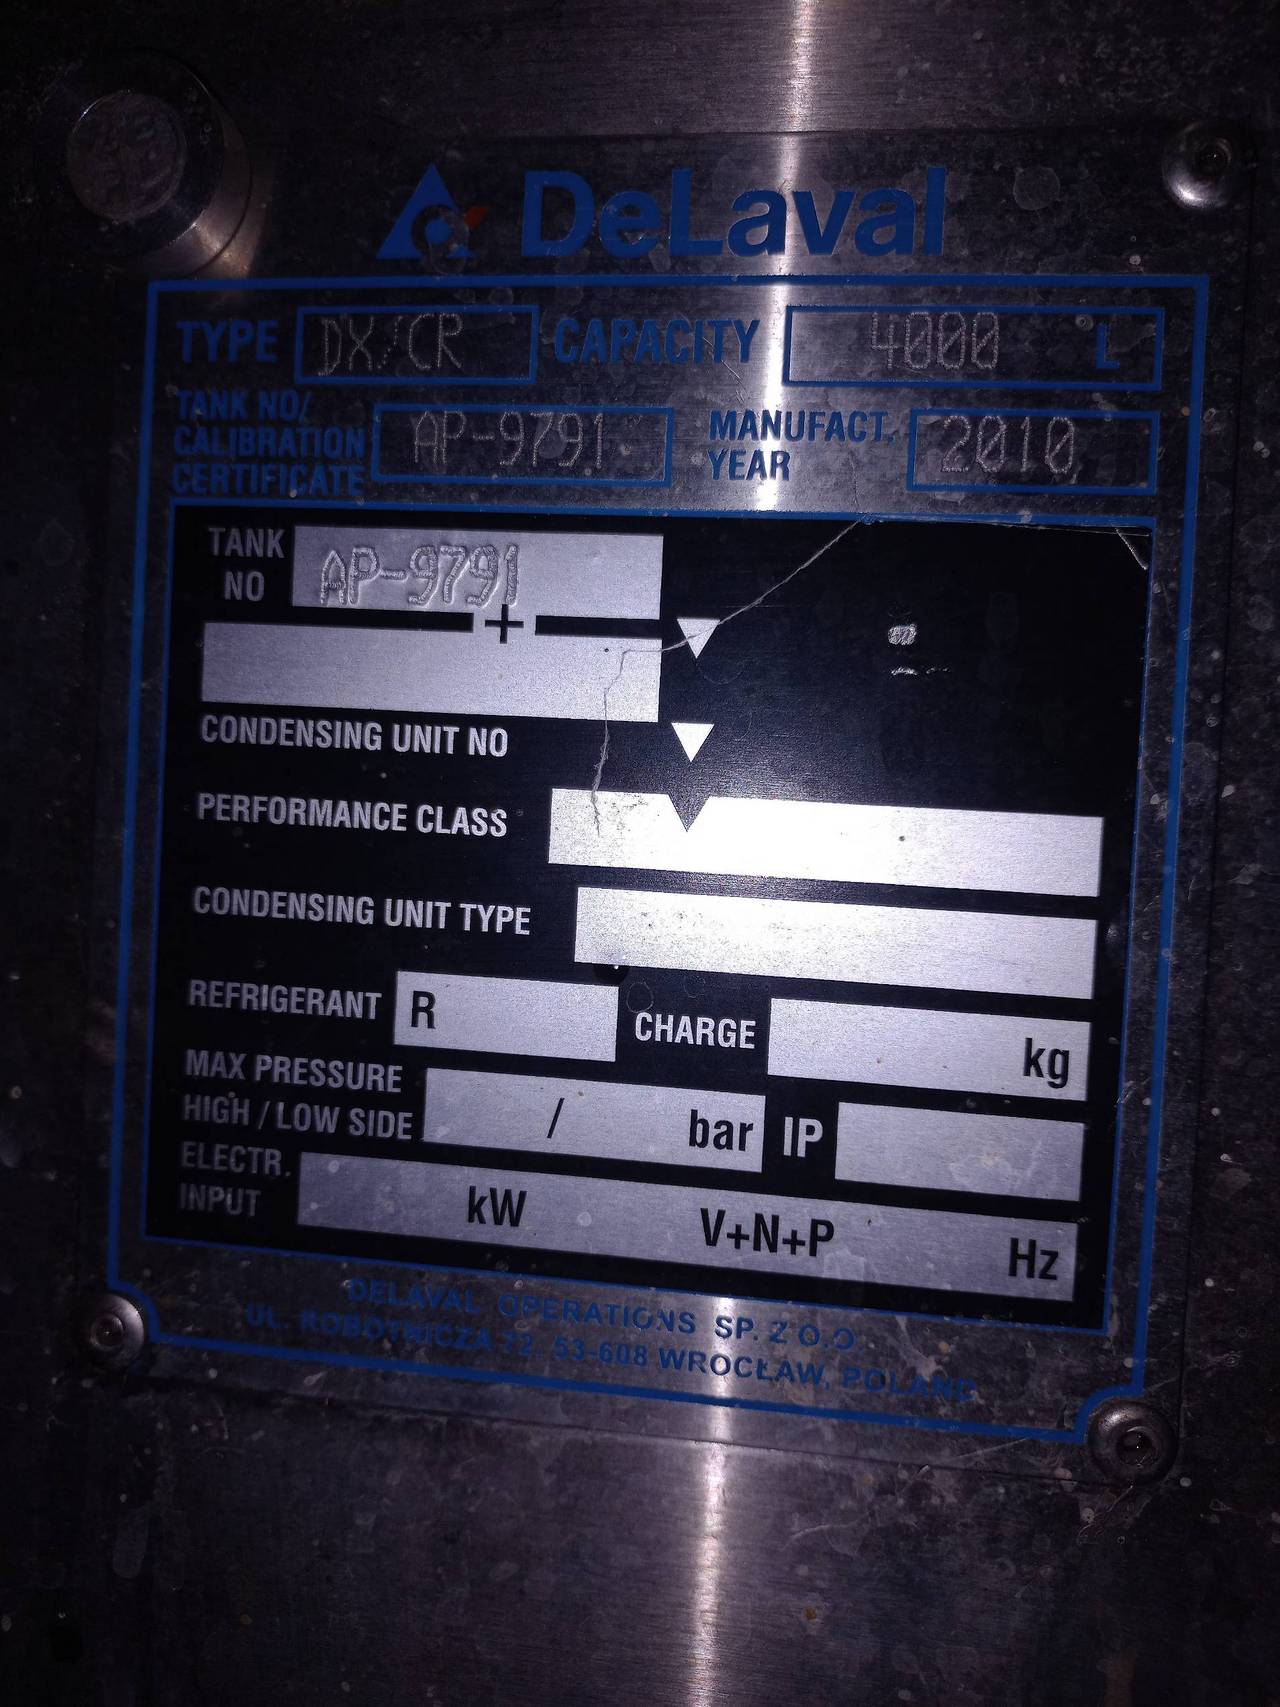 DeLaval
TYPE DX/CR CAPACITY 4000 L
TANK NO/
CALIBRATION
CERTIFICATE
AP-9791
MANUFACT.
YEAR
2010
TANK
NO
AP-9791
+
CONDENSING UNIT NO
PERFORMANCE CLASS
CONDENSING UNIT TYPE
REFRIGERANT R CHARGE kg
MAX PRESSURE
HIGH / LOW SIDE / bar IP
ELECTR.
INPUT
kW V+N+P Hz
DELAVAL OPERATIONS SP. Z O.O.
UL. ROBOTNICZA 72, 53-608 WROCŁAW, POLAND